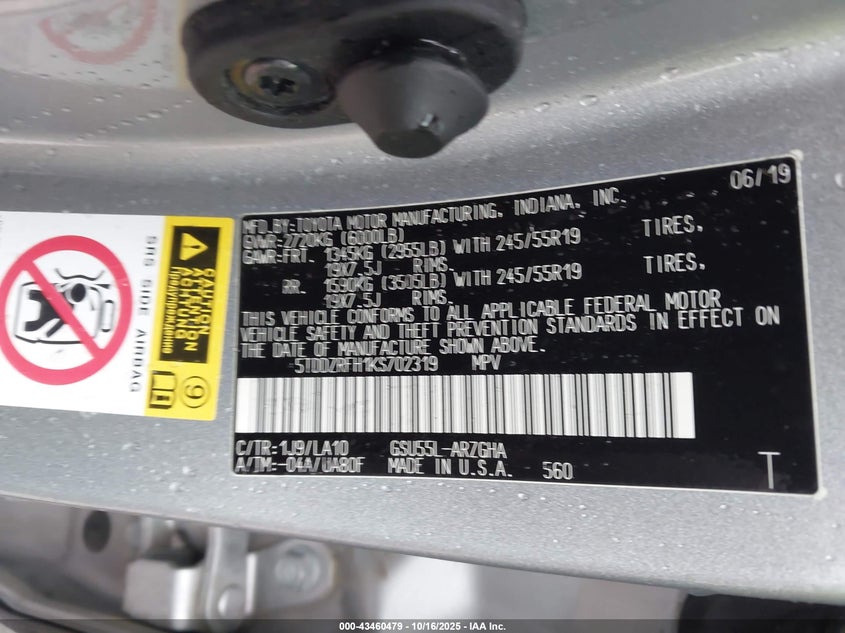 06/19
MFD. BY: TOYOTA MOTOR MANUFACTURING, INDIANA, INC.
GVWR: 2720KG (6000LB)
GAWR: FRT. 1345KG (2955LB) WITH 245/55R19 TIRES,
19X7.5J RIMS.
RR. 1590KG (3505LB) WITH 245/55R19 TIRES,
19X7.5J RIMS.
THIS VEHICLE CONFORMS TO ALL APPLICABLE FEDERAL MOTOR
VEHICLE SAFETY AND THEFT PREVENTION STANDARDS IN EFFECT ON
THE DATE OF MANUFACTURE SHOWN ABOVE.
5TDDZRFH1KS702319 MPV
C/TR: 1J9/LA10 GSU55L-ARZGHA
A/TM: -04A/UA80F MADE IN U.S.A. 560
T
SRS SIDE AIRBAG
CAUTION
ACTUNG
9
000-43460479 - 10/16/2025 - IAA Inc.